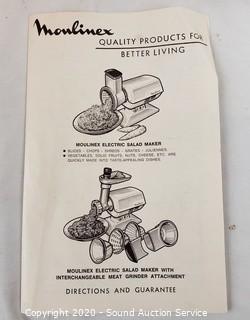 Moulinex
QUALITY PRODUCTS FOR
BETTER LIVING
MOULINEX ELECTRIC SALAD MAKER
★ SLICES - CHOPS - SHREDS - GRATES - JULIENNES.
★ VEGETABLES, SOLID FRUITS, NUTS, CHEESE, ETC. ARE
QUICKLY MADE INTO TASTE-APPEALING DISHES
MOULINEX ELECTRIC SALAD MAKER WITH
INTERCHANGEABLE MEAT GRINDER ATTACHMENT
DIRECTIONS AND GUARANTEE
Copyright 2020 - Sound Auction Service